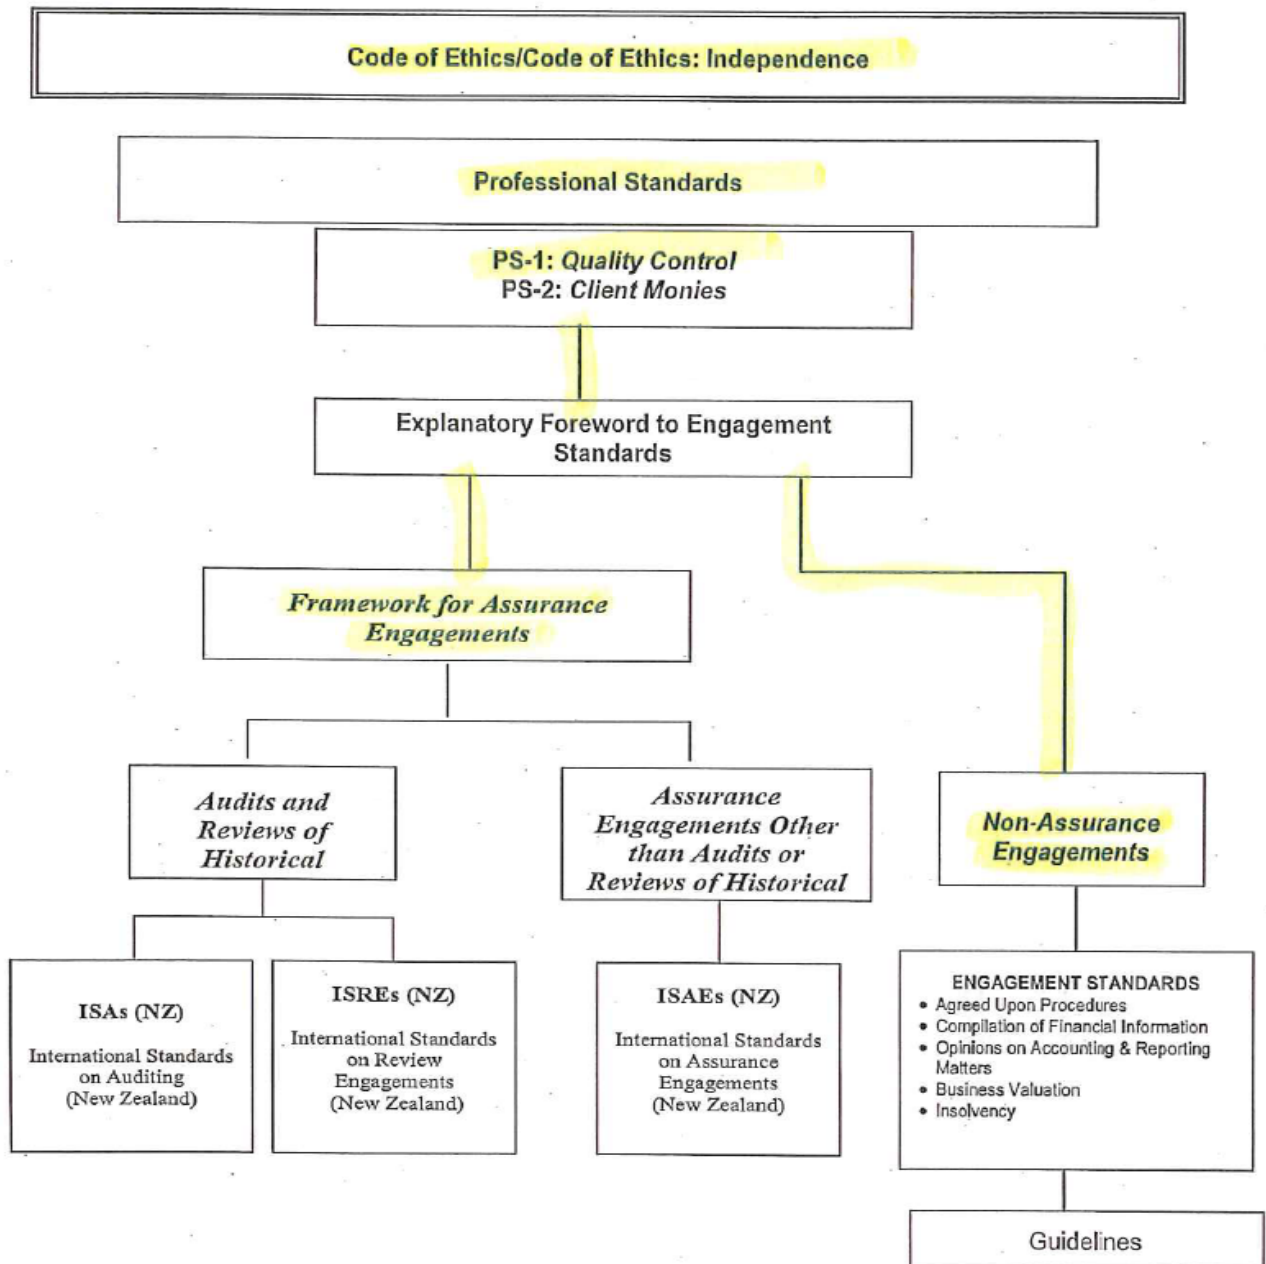 Code of Ethics/Code of Ethics: Independence
Professional Standards
PS-1: Quality Control
PS-2: Client Monies
Explanatory Foreword to Engagement
Standards
Framework for Assurance
Engagements
Audits and
Reviews of
Historical
Assurance
Engagements Other
than Audits or
Reviews of Historical
Non-Assurance
Engagements
ISAs (NZ)
International Standards
on Auditing
(New Zealand)
ISREs (NZ)
International Standards
on Review
Engagements
(New Zealand)
ISAEs (NZ)
International Standards
on Assurance
Engagements
(New Zealand)
ENGAGEMENT STANDARDS
• Agreed Upon Procedures
• Compilation of Financial Information
• Opinions on Accounting & Reporting
Matters
• Business Valuation
• Insolvency
Guidelines